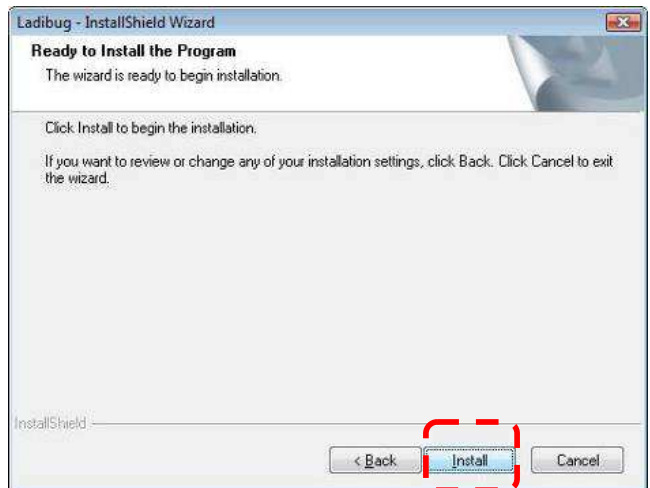 Ladibug - InstallShield Wizard
Ready to Install the Program
The wizard is ready to begin installation.
Click Install to begin the installation.
If you want to review or change any of your installation settings, click Back. Click Cancel to exit
the wizard.
InstallShield
< Back Install Cancel